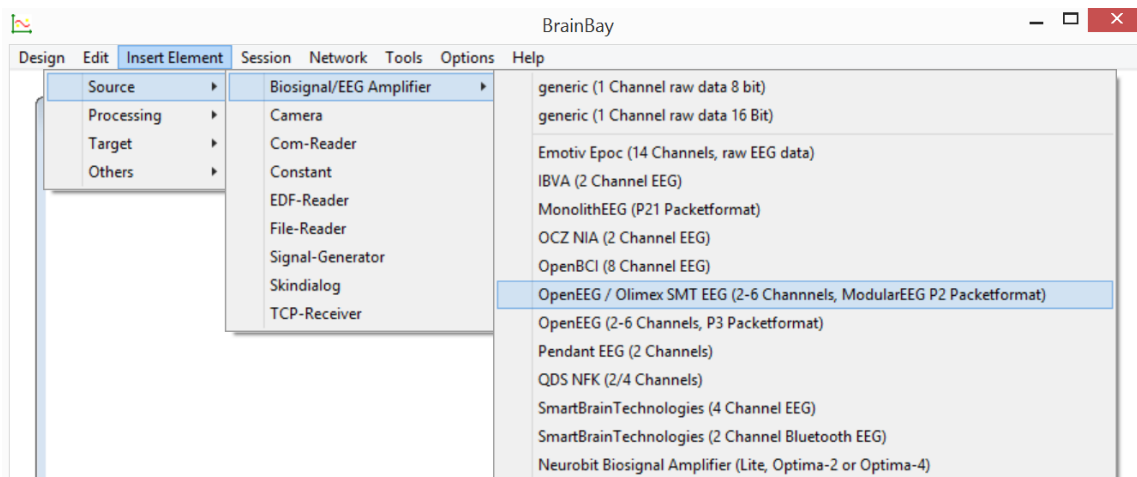 BrainBay
Design Edit Insert Element Session Network Tools Options Help
Source
Processing
Target
Others
Biosignal/EEG Amplifier
Camera
Com-Reader
Constant
EDF-Reader
File-Reader
Signal-Generator
Skindialog
TCP-Receiver
generic (1 Channel raw data 8 bit)
generic (1 Channel raw data 16 Bit)
Emotiv Epoc (14 Channels, raw EEG data)
IBVA (2 Channel EEG)
MonolithEEG (P21 Packetformat)
OCZ NIA (2 Channel EEG)
OpenBCI (8 Channel EEG)
OpenEEG / Olimex SMT EEG (2-6 Channnels, ModularEEG P2 Packetformat)
OpenEEG (2-6 Channels, P3 Packetformat)
Pendant EEG (2 Channels)
QDS NFK (2/4 Channels)
SmartBrainTechnologies (4 Channel EEG)
SmartBrainTechnologies (2 Channel Bluetooth EEG)
Neurobit Biosignal Amplifier (Lite, Optima-2 or Optima-4)